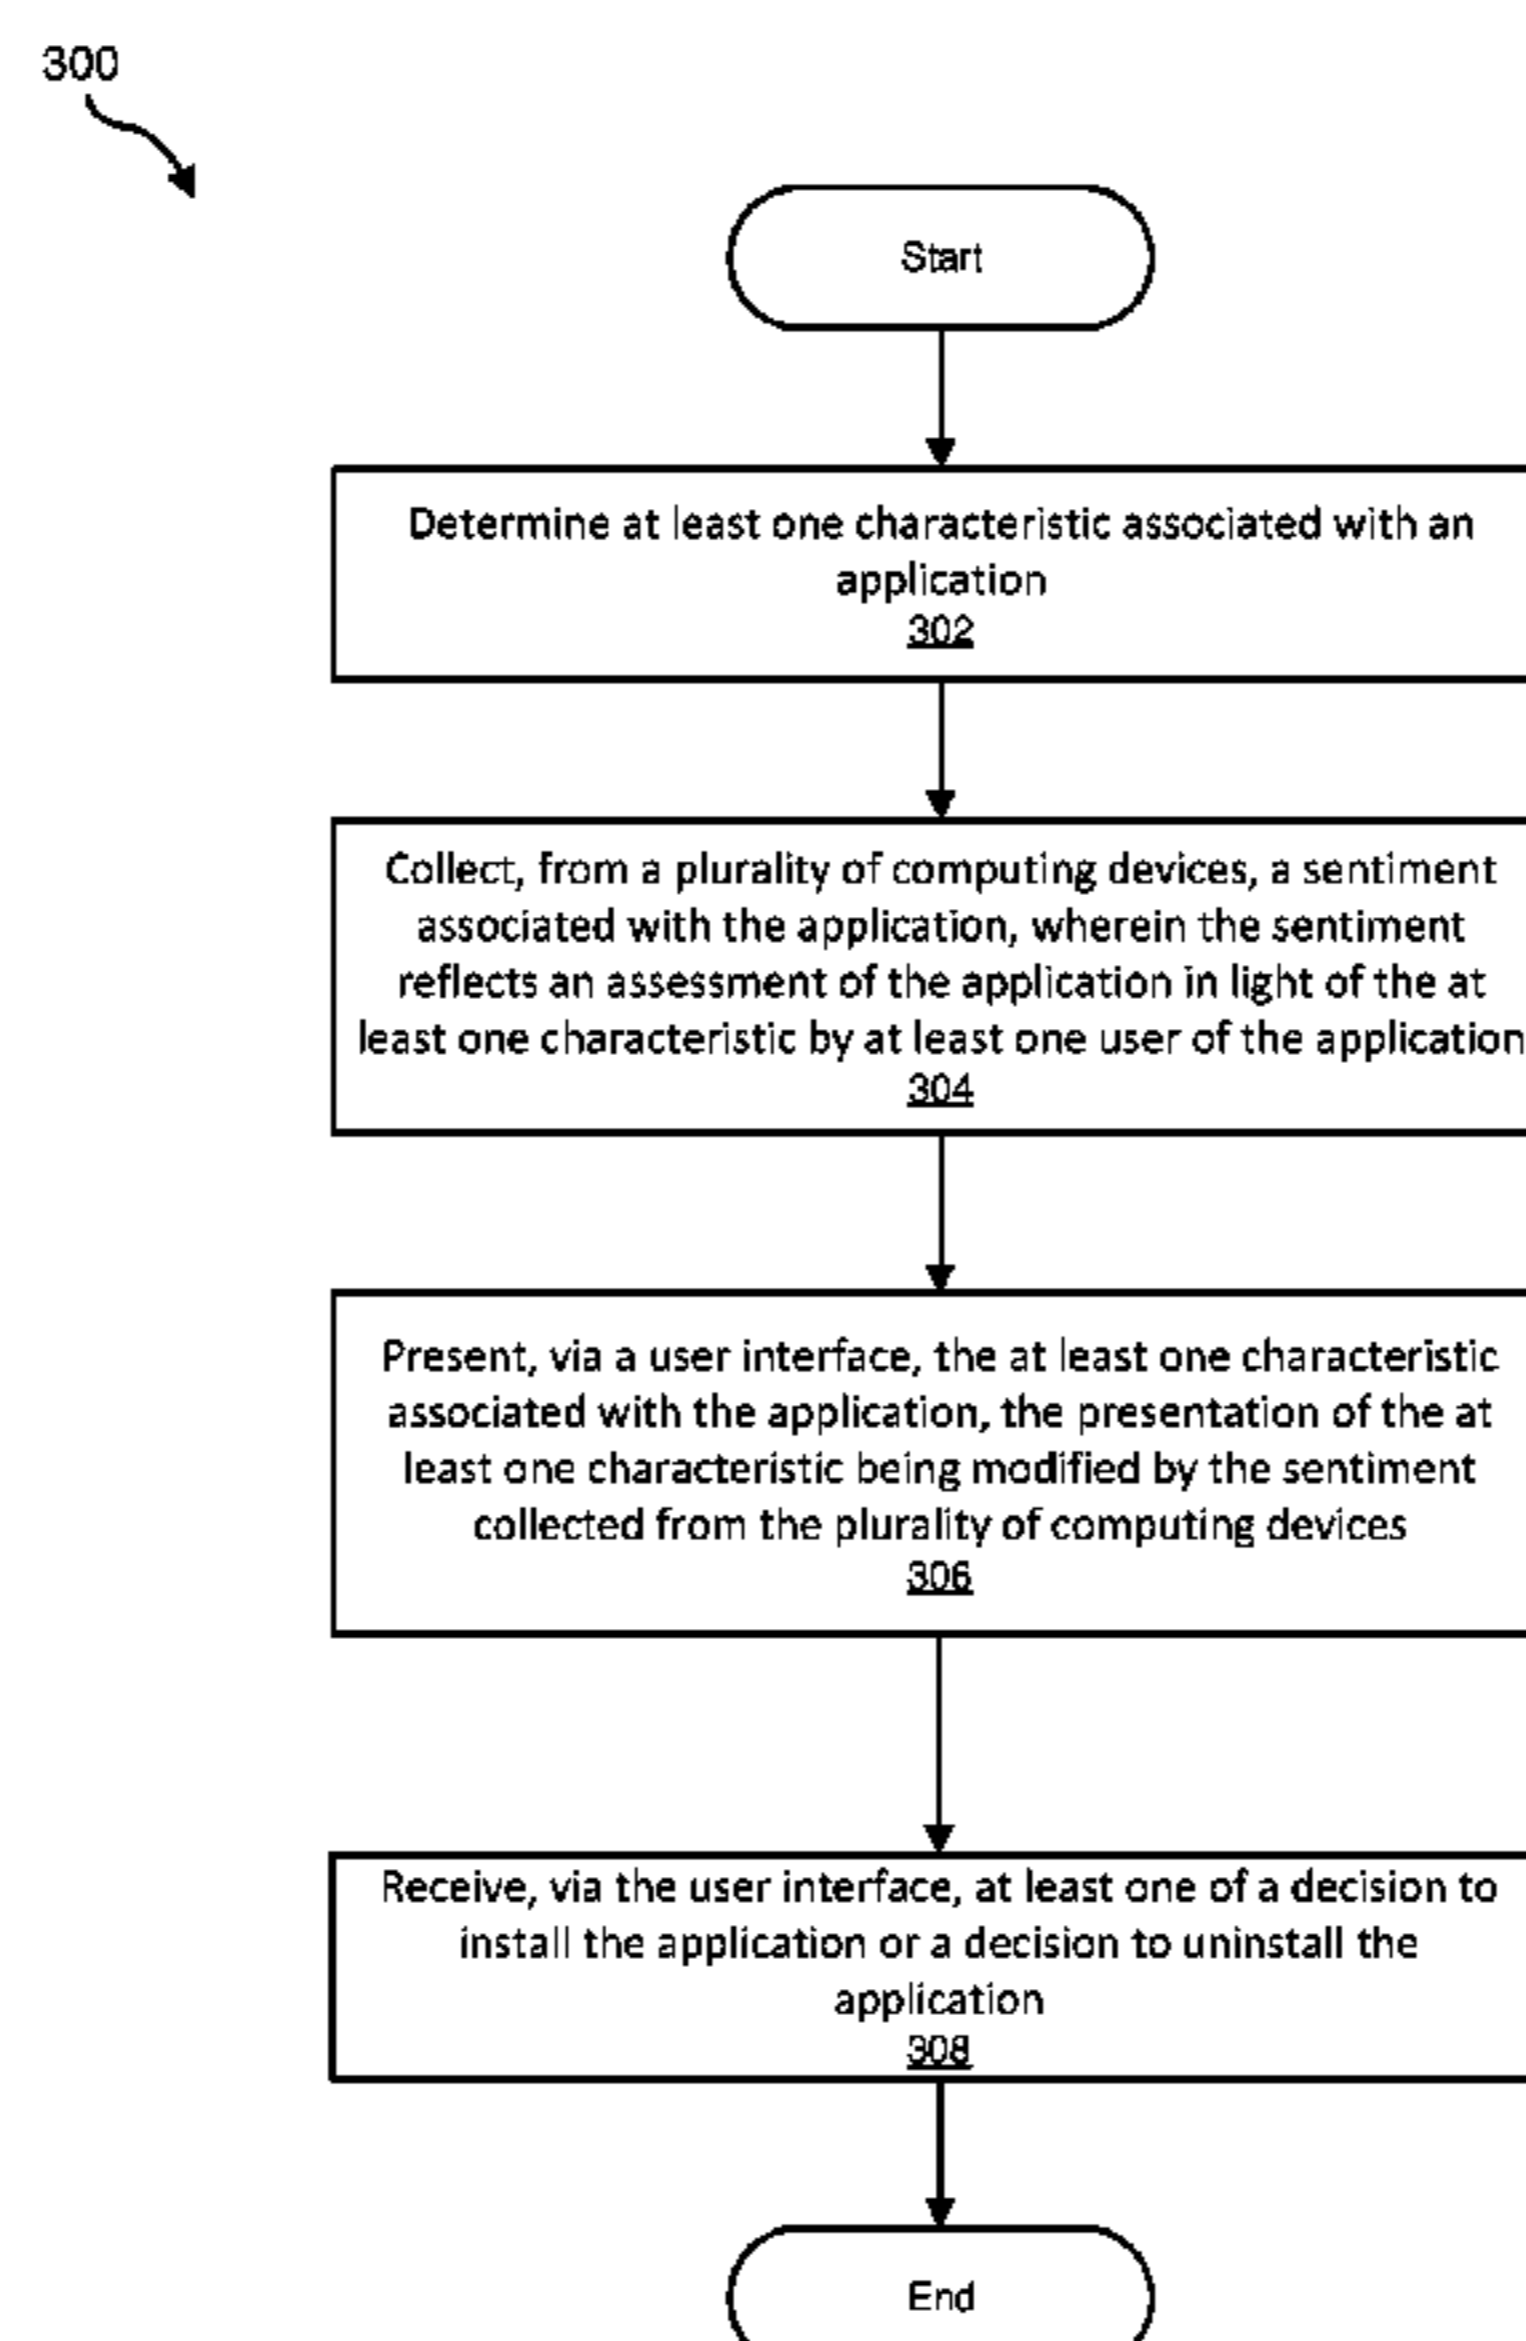 300
Start
Determine at least one characteristic associated with an
application
302
Collect, from a plurality of computing devices, a sentiment
associated with the application, wherein the sentiment
reflects an assessment of the application in light of the at
least one characteristic by at least one user of the application
304
Present, via a user interface, the at least one characteristic
associated with the application, the presentation of the at
least one characteristic being modified by the sentiment
collected from the plurality of computing devices
306
Receive, via the user interface, at least one of a decision to
install the application or a decision to uninstall the
application
308
End